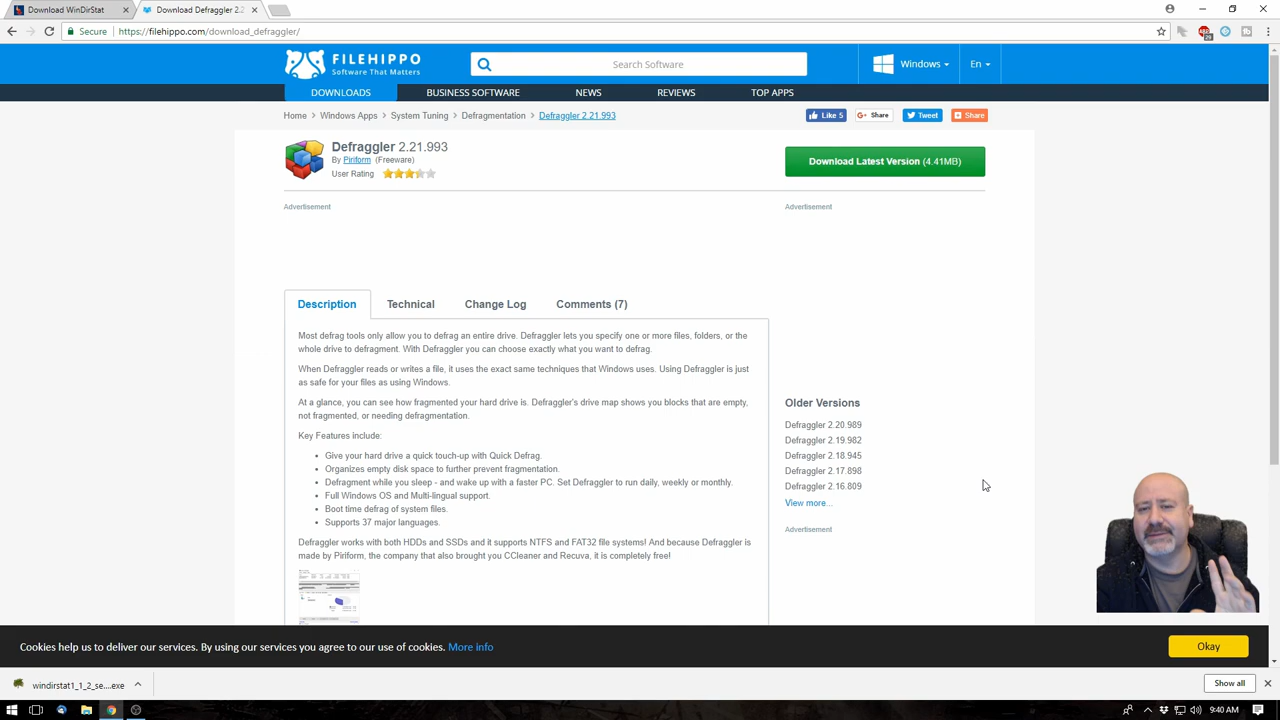 Download WinDirStat
Download Defraggler 2.2
Secure
https://filehippo.com/download_defraggler/
FILEHIPPO
Software That Matters
Search Software
Windows
En
DOWNLOADS
BUSINESS SOFTWARE
NEWS
REVIEWS
TOP APPS
Home > Windows Apps > System Tuning > Defragmentation > Defraggler 2.21.993
Like 5
G+ Share
Tweet
Share
Defraggler 2.21.993
By Piriform (Freeware)
User Rating
Download Latest Version (4.41MB)
Advertisement
Advertisement
Description
Technical
Change Log
Comments (7)
Most defrag tools only allow you to defrag an entire drive. Defraggler lets you specify one or more files, folders, or the
whole drive to defragment. With Defraggler you can choose exactly what you want to defrag.
When Defraggler reads or writes a file, it uses the exact same techniques that Windows uses. Using Defraggler is just
as safe for your files as using Windows.
At a glance, you can see how fragmented your hard drive is. Defraggler's drive map shows you blocks that are empty,
not fragmented, or needing defragmentation.
Key Features include:
• Give your hard drive a quick touch-up with Quick Defrag.
• Organizes empty disk space to further prevent fragmentation.
• Defragment while you sleep - and wake up with a faster PC. Set Defraggler to run daily, weekly or monthly.
• Full Windows OS and Multi-lingual support.
• Boot time defrag of system files.
• Supports 37 major languages.
Defraggler works with both HDDs and SSDs and it supports NTFS and FAT32 file systems! And because Defraggler is
made by Piriform, the company that also brought you CCleaner and Recuva, it is completely free!
Older Versions
Defraggler 2.20.989
Defraggler 2.19.982
Defraggler 2.18.945
Defraggler 2.17.898
Defraggler 2.16.809
View more...
Advertisement
Cookies help us to deliver our services. By using our services you agree to our use of cookies. More info
Okay
windirstat1_1_2_se....exe
Show all
9:40 AM